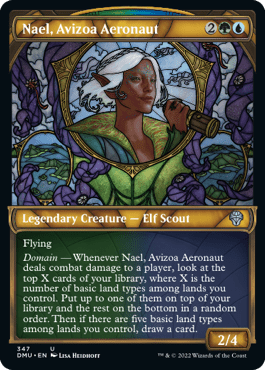 Nael, Avizoa Aeronaut 2
Legendary Creature — Elf Scout
Flying
Domain — Whenever Nael, Avizoa Aeronaut
deals combat damage to a player, look at the
top X cards of your library, where X is the
number of basic land types among lands you
control. Put up to one of them on top of your
library and the rest on the bottom in a random
order. Then if there are five basic land types
among lands you control, draw a card.
2/4
347 U
DMU • EN Lisa Heidhoff
™ & © 2022 Wizards of the Coast